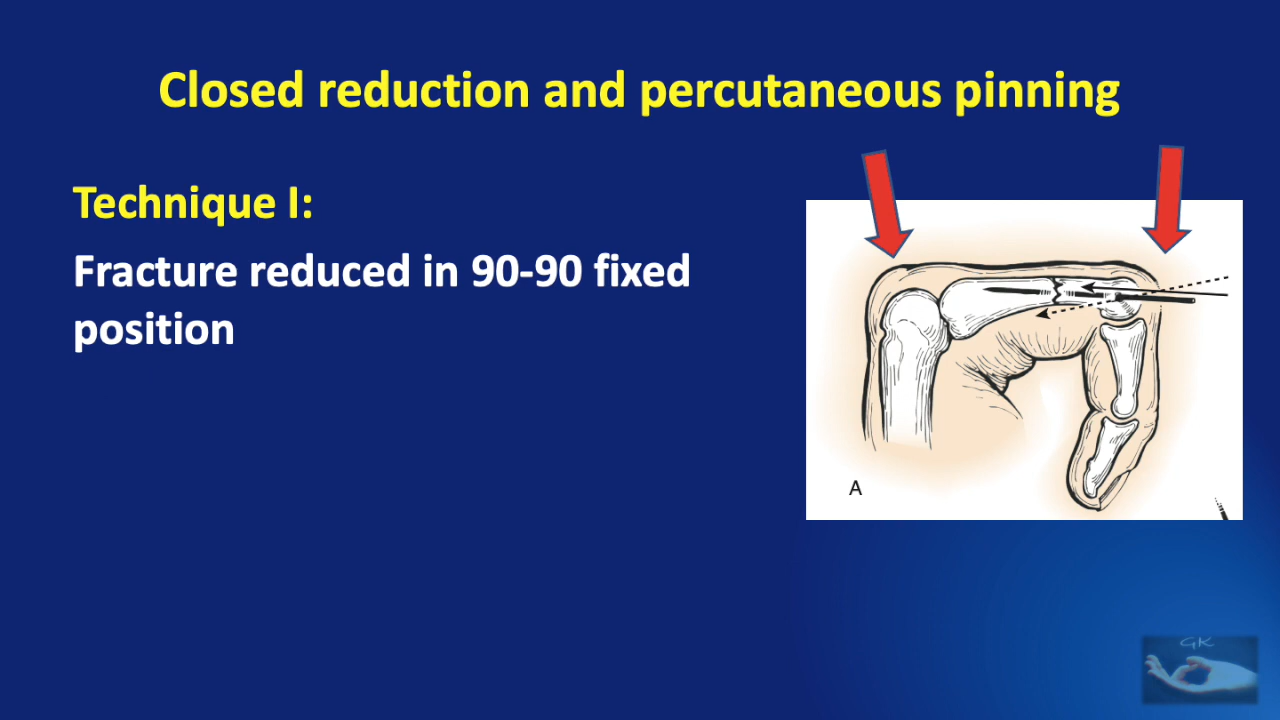 Closed reduction and percutaneous pinning
Technique I:
Fracture reduced in 90-90 fixed
position
A
GK